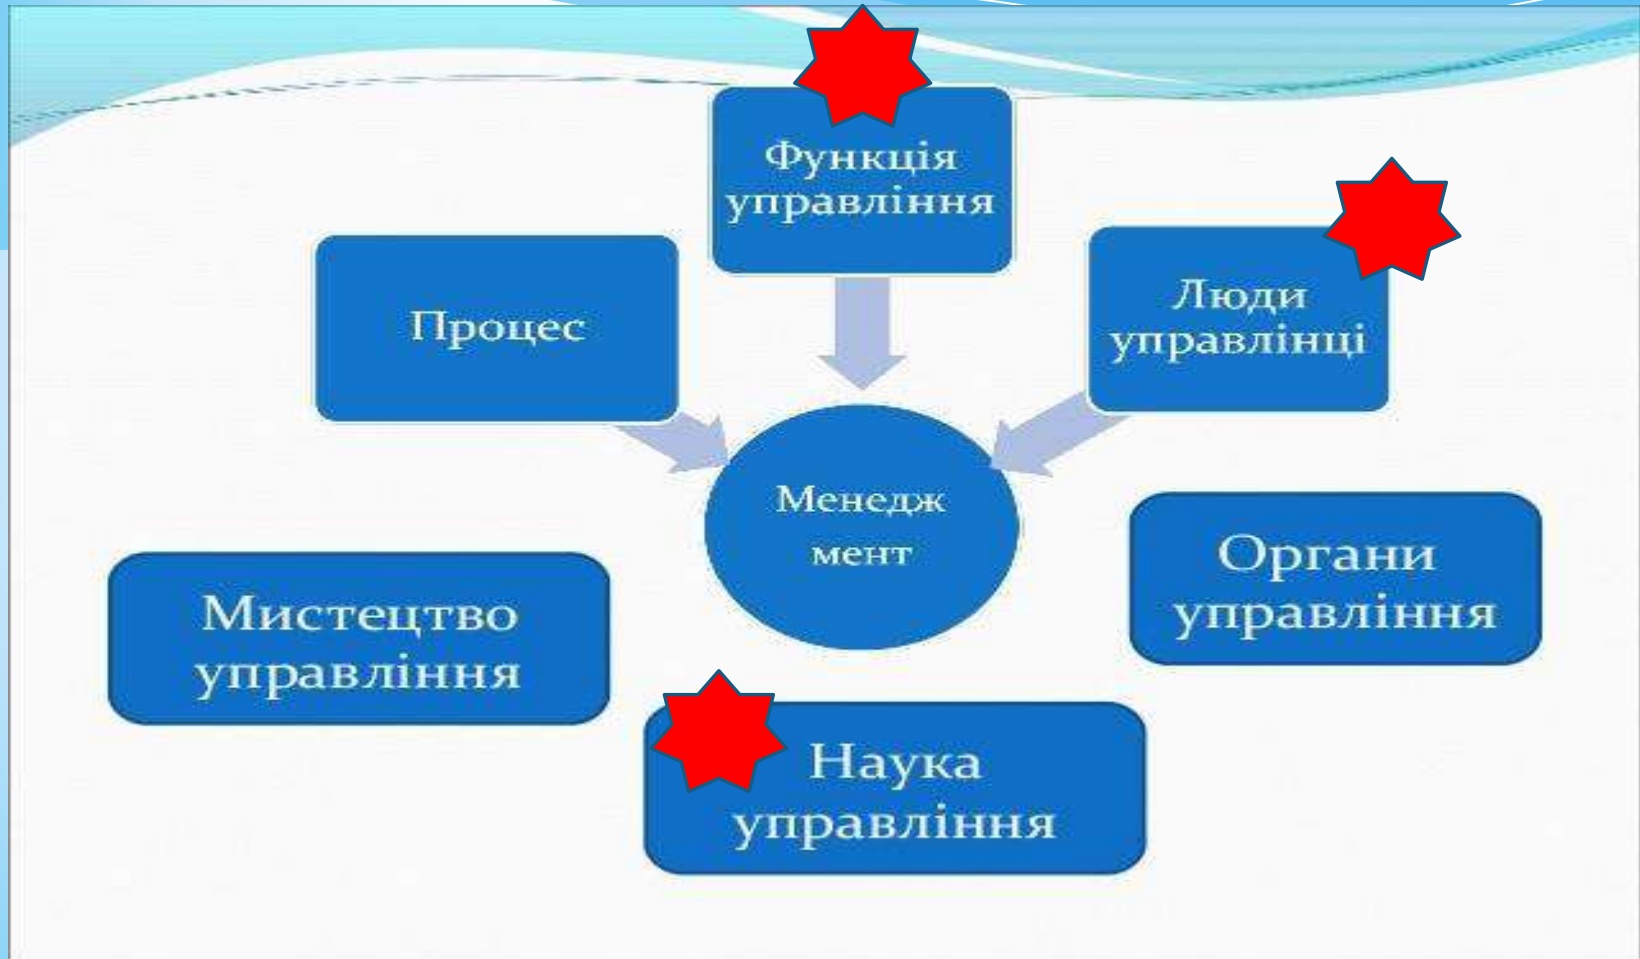 Функція
управління
Люди
управлінці
Процес
Менедж
мент
Органи
управління
Мистецтво
управління
Наука
управління